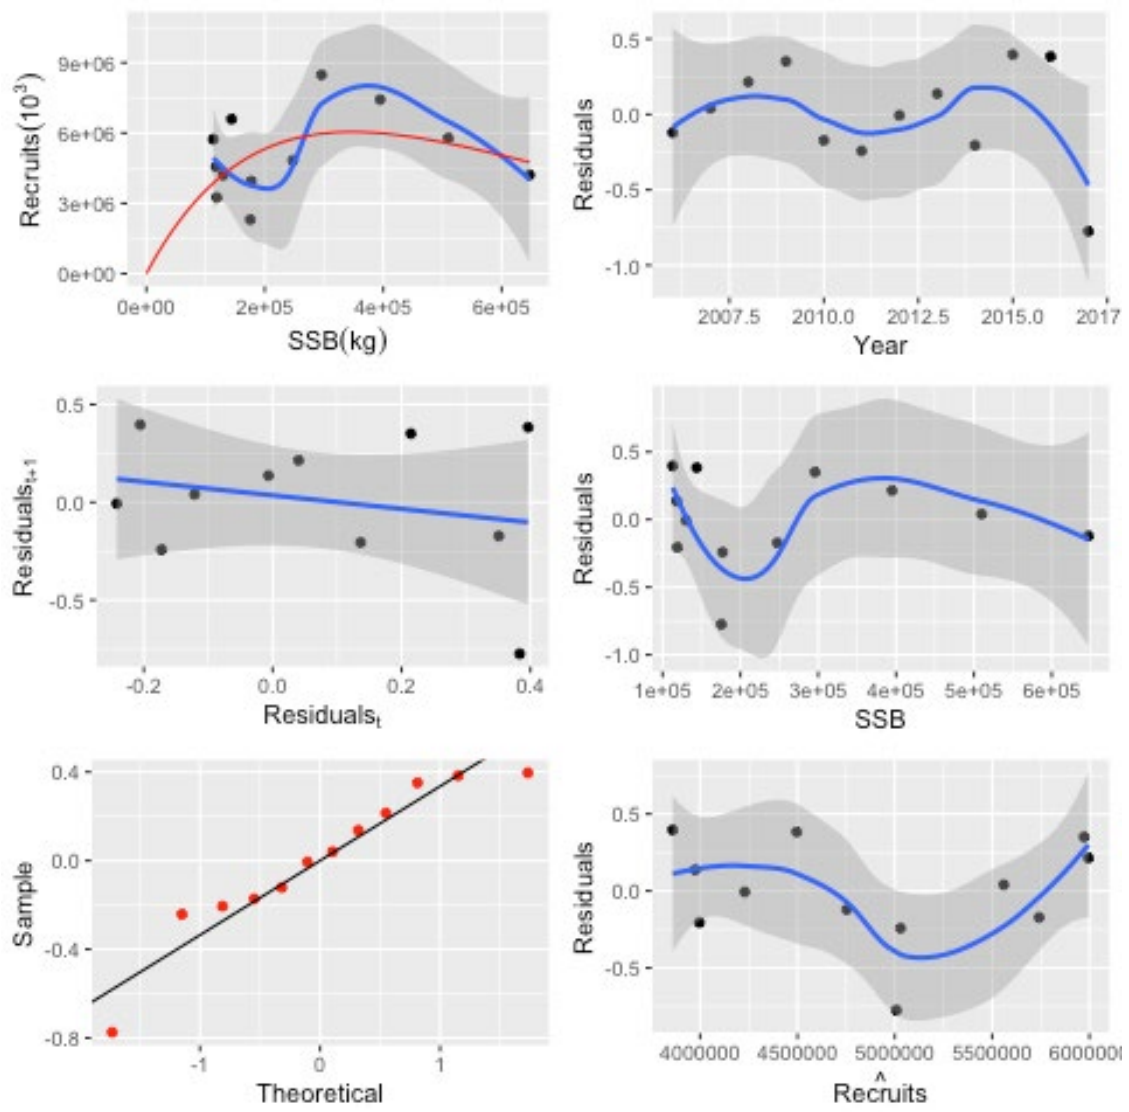 Recruits(10³)
9e+06
6e+06
3e+06
0e+00
0e+00 2e+05 4e+05 6e+05
SSB(kg)
Residuals
0.5
0.0
-0.5
-1.0
2007.5 2010.0 2012.5 2015.0 2017
Year
Residualsₜ₊₁
0.5
0.0
-0.5
-0.2 0.0 0.2 0.4
Residualsₜ
Residuals
0.5
0.0
-0.5
-1.0
1e+05 2e+05 3e+05 4e+05 5e+05 6e+05
SSB
Sample
0.4
0.0
-0.4
-0.8
-1 0 1
Theoretical
Residuals
0.5
0.0
-0.5
4000000 4500000 5000000 5500000 6000000
^
Recruits